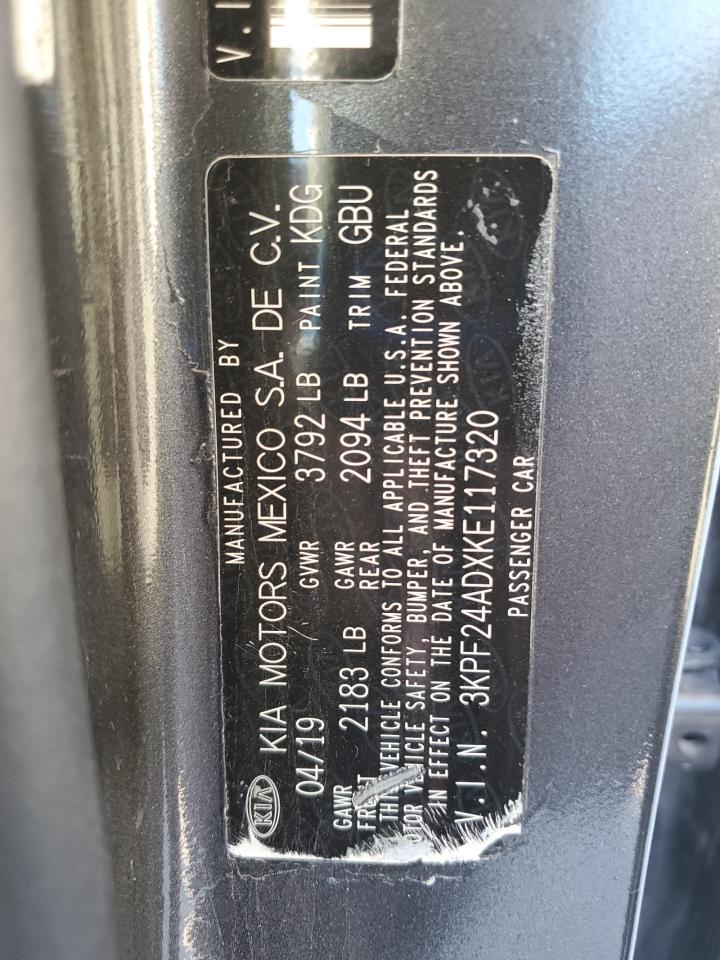 V.I
MANUFACTURED BY
KIA KIA MOTORS MEXICO S.A. DE C.V.
04/19 GVWR 3792 LB PAINT KDG
GAWR FRONT 2183 LB GAWR REAR 2094 LB TRIM GBU
THIS VEHICLE CONFORMS TO ALL APPLICABLE U.S.A. FEDERAL
MOTOR VEHICLE SAFETY, BUMPER, AND THEFT PREVENTION STANDARDS
IN EFFECT ON THE DATE OF MANUFACTURE SHOWN ABOVE.
V.I.N. 3KPF24ADXKE117320
PASSENGER CAR